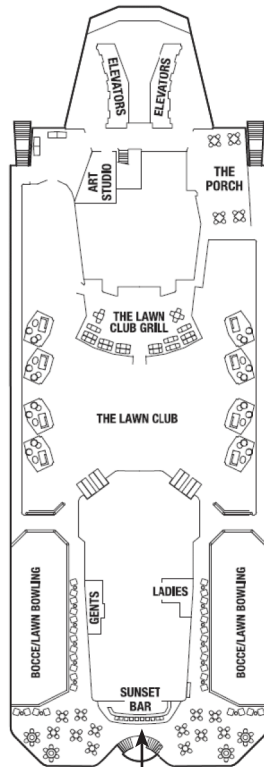 ELEVATORS
ELEVATORS
ART
STUDIO
THE
PORCH
THE LAWN
CLUB GRILL
THE LAWN CLUB
BOCCE/LAWN BOWLING
GENTS
LADIES
BOCCE/LAWN BOWLING
SUNSET
BAR